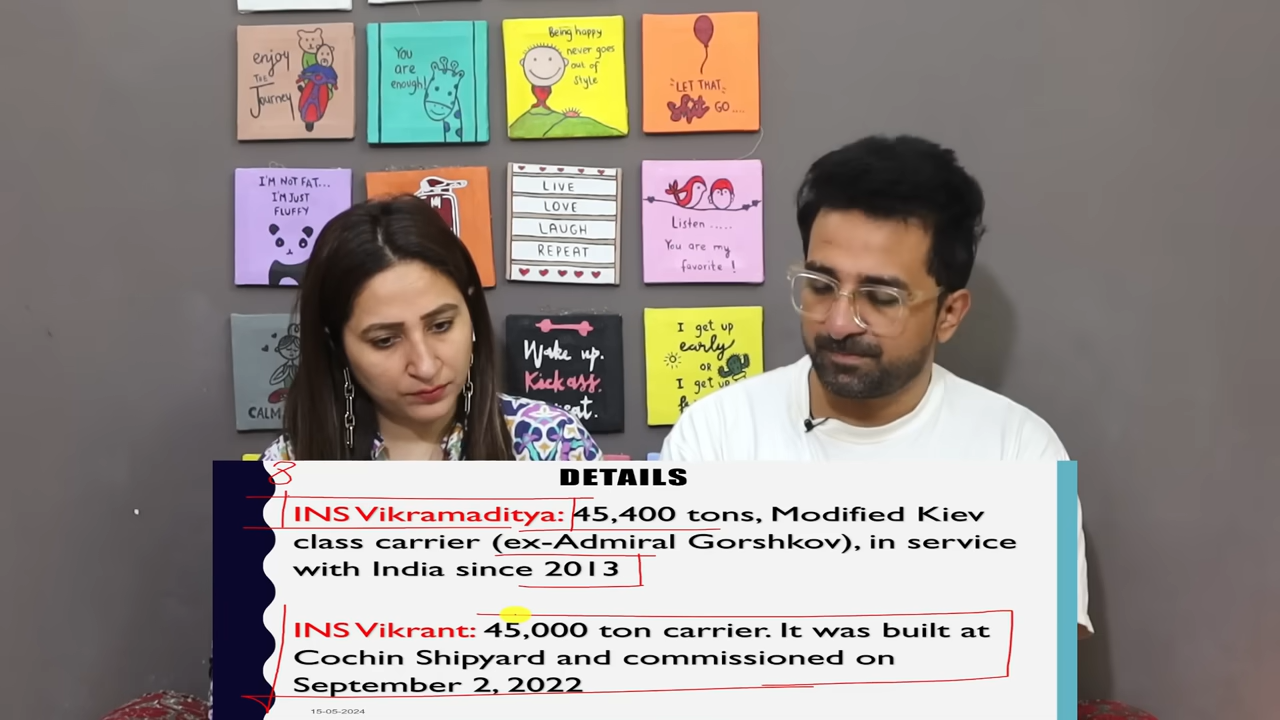 enjoy
THE
Journey
You
are
enough!
Being happy
never goes
out of
style
LET THAT
shit GO....
I'M NOT FAT...
I'M JUST
FLUFFY
LIVE
LOVE
LAUGH
REPEAT
Listen .....
You are my
favorite !
CALM
Wake up.
Kick ass.
I get up
early
OR
I get up
8
DETAILS
INS Vikramaditya: 45,400 tons, Modified Kiev
class carrier (ex-Admiral Gorshkov), in service
with India since 2013
INS Vikrant: 45,000 ton carrier. It was built at
Cochin Shipyard and commissioned on
September 2, 2022
15-05-2024